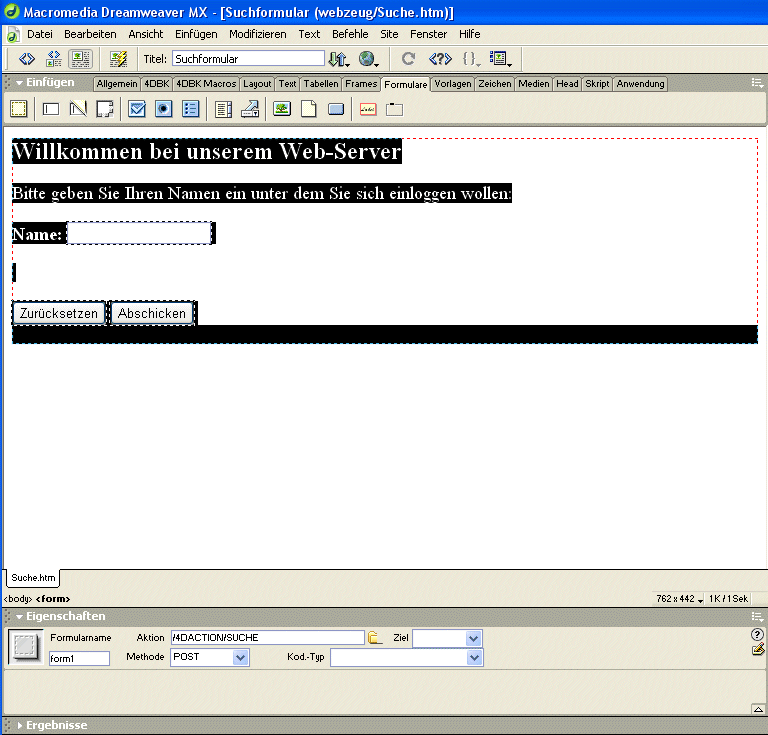 Macromedia Dreamweaver MX - [Suchformular (webzeug/Suche.htm)]
Datei Bearbeiten Ansicht Einfügen Modifizieren Text Befehle Site Fenster Hilfe
Titel: Suchformular
Einfügen Allgemein 4DBK 4DBK Macros Layout Text Tabellen Frames Formulare Vorlagen Zeichen Medien Head Skript Anwendung
Willkommen bei unserem Web-Server
Bitte geben Sie Ihren Namen ein unter dem Sie sich einloggen wollen:
Name:
Zurücksetzen Abschicken
Suche.htm
<body> <form> 762 x 442 1K / 1 Sek
Eigenschaften
Formularname Aktion /4DACTION/SUCHE Ziel
form1 Methode POST Kod.-Typ
Ergebnisse